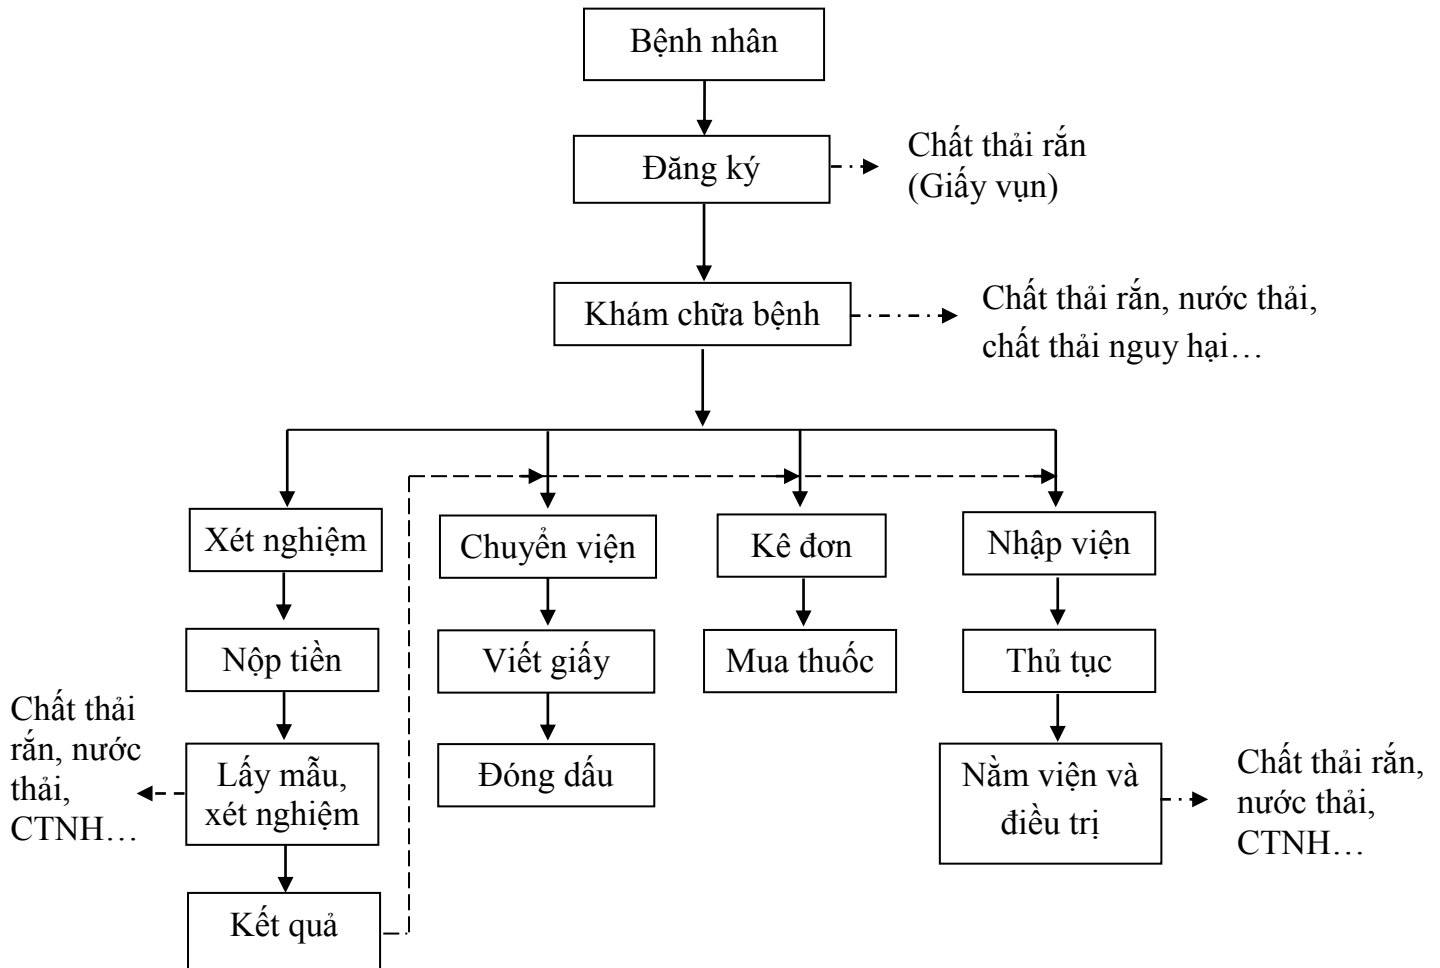 Bệnh nhân
Đăng ký
Chất thải rắn
(Giấy vụn)
Khám chữa bệnh
Chất thải rắn, nước thải,
chất thải nguy hại…
Xét nghiệm
Chuyển viện
Kê đơn
Nhập viện
Nộp tiền
Viết giấy
Mua thuốc
Thủ tục
Chất thải
rắn, nước
thải,
CTNH…
Lấy mẫu,
xét nghiệm
Đóng dấu
Nằm viện và
điều trị
Chất thải rắn,
nước thải,
CTNH…
Kết quả